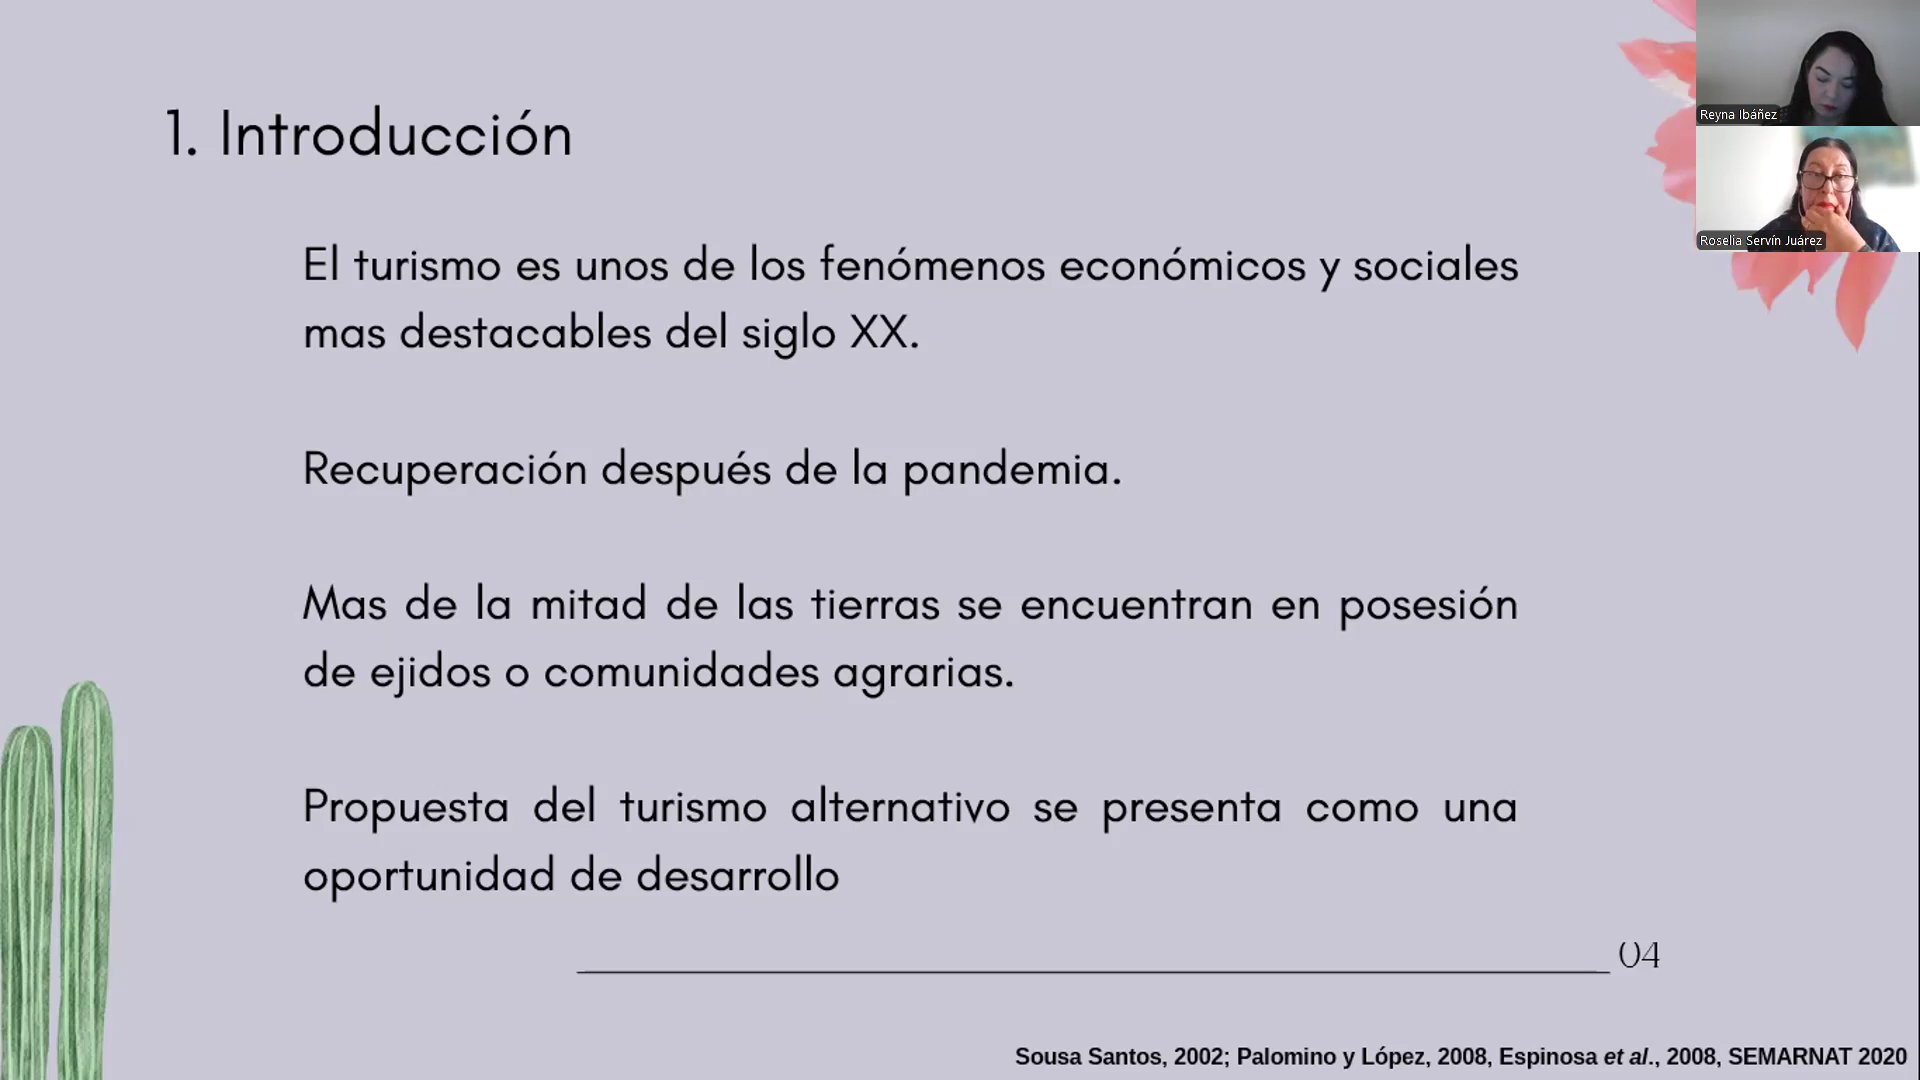 1. Introducción
El turismo es unos de los fenómenos económicos y sociales
mas destacables del siglo XX.
Recuperación después de la pandemia.
Mas de la mitad de las tierras se encuentran en posesión
de ejidos o comunidades agrarias.
Propuesta del turismo alternativo se presenta como una
oportunidad de desarrollo
04
Sousa Santos, 2002; Palomino y López, 2008, Espinosa et al., 2008, SEMARNAT 2020
Reyna Ibáñez
Roselia Servín Juárez